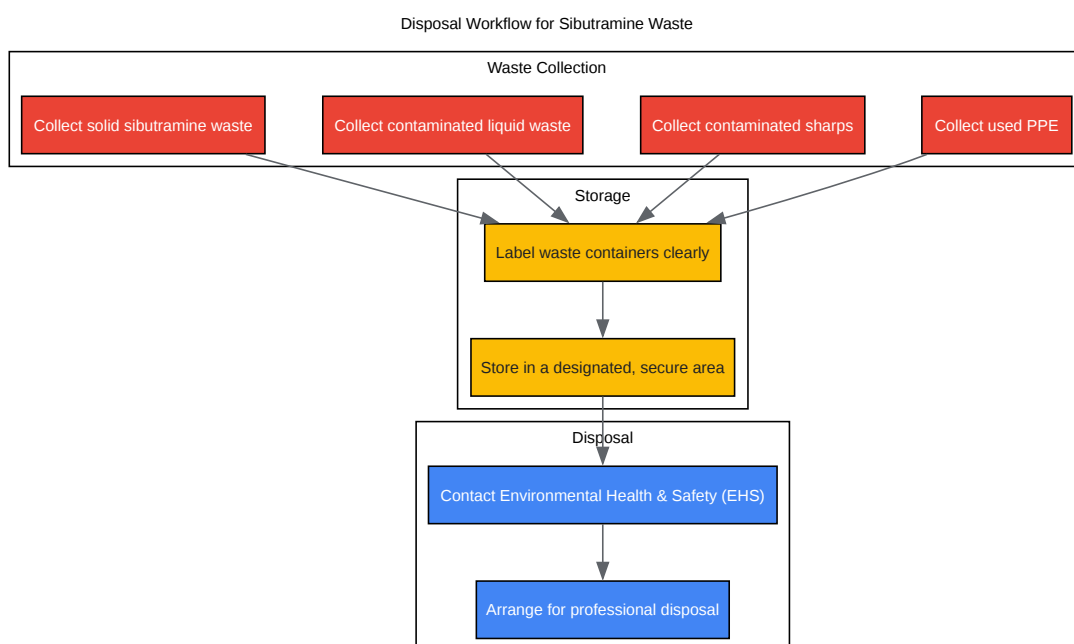 Disposal Workflow for Sibutramine Waste
Waste Collection
Collect solid sibutramine waste
Collect contaminated liquid waste
Collect contaminated sharps
Collect used PPE
Storage
Label waste containers clearly
Store in a designated, secure area
Disposal
Contact Environmental Health & Safety (EHS)
Arrange for professional disposal